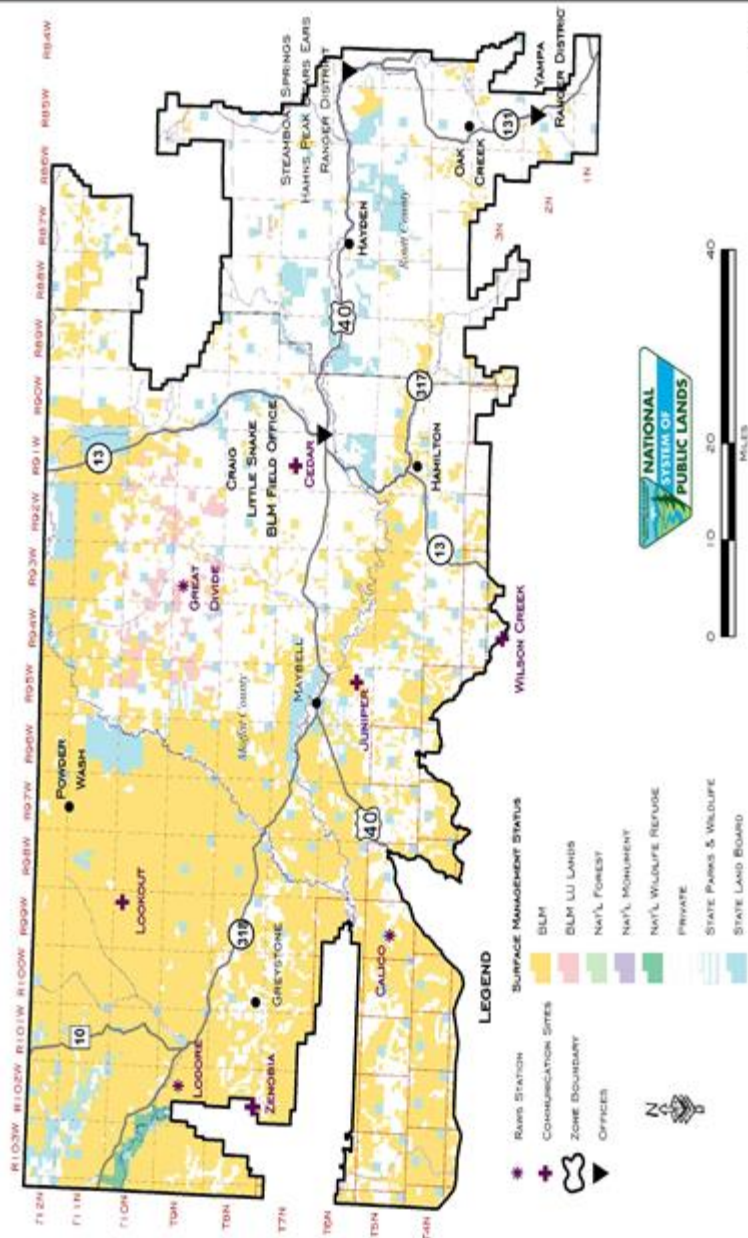 R103W R102W R101W R100W R99W R98W R97W R96W R95W R94W R93W R92W R91W R90W R89W R88W R87W R86W R85W R84W
T12N
T11N
T10N
T9N
T8N
T7N
T6N
T5N
T4N
3N
2N
1N
10
13
318
40
40
317
13
131
POWDER
WASH
LOOKOUT
LODORE
GREYSTONE
ZENOBIA
CALICO
Moffat County
GREAT
DIVIDE
MAYBELL
JUNIPER
CRAIG
LITTLE SNAKE
BLM FIELD OFFICE
CEDAR
HAMILTON
WILSON CREEK
STEAMBOAT SPRINGS
HAHNS PEAK BEARS EARS
RANGER DISTRICT
HAYDEN
Routt County
OAK
CREEK
YAMPA
RANGER DISTRICT
LEGEND
RAWS STATION
COMMUNICATION SITES
ZONE BOUNDARY
OFFICES
SURFACE MANAGEMENT STATUS
BLM
BLM LU LANDS
NAT'L FOREST
NAT'L MONUMENT
NAT'L WILDLIFE REFUGE
PRIVATE
STATE PARKS & WILDLIFE
STATE LAND BOARD
N
NATIONAL
SYSTEM OF
PUBLIC LANDS
0 10 20 40
MILES